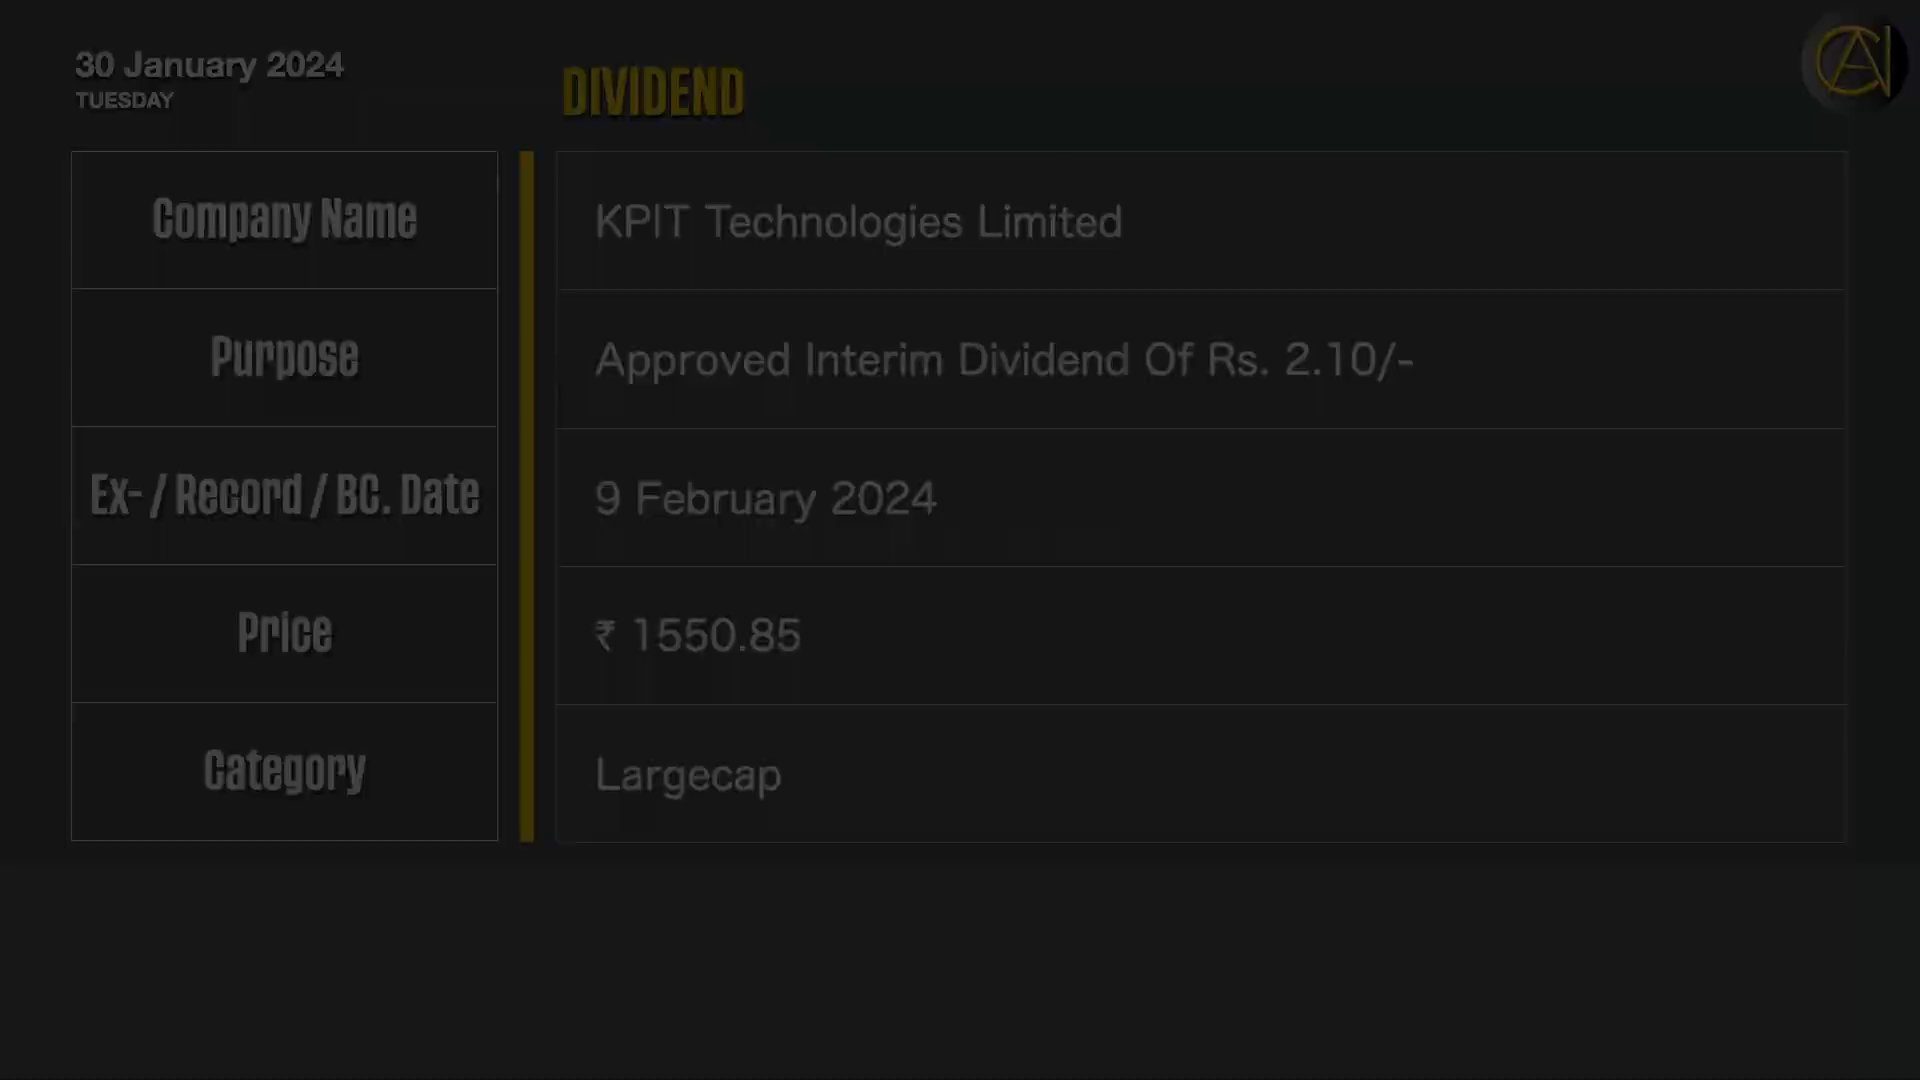 30 January 2024
TUESDAY
DIVIDEND
Company Name
KPIT Technologies Limited
Purpose
Approved Interim Dividend Of Rs. 2.10/-
Ex- / Record / BC. Date
9 February 2024
Price
₹ 1550.85
Category
Largecap